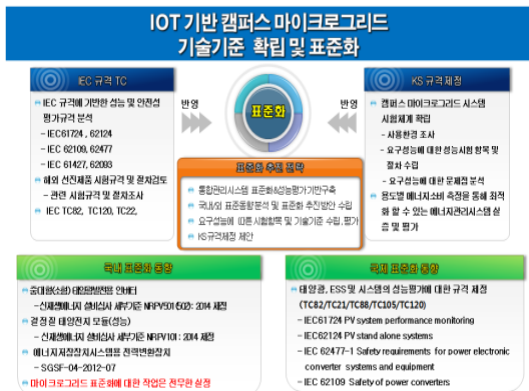 IOT 기반 캠퍼스 마이크로그리드
기술기준 확립 및 표준화
IEC 규격 TC
IEC 규격에 기반한 성능 및 안전성
평가규격 분석
- IEC61724 , 62124
- IEC 62109, 62477
- IEC 61427, 62093
해외 선진제품 시험규격 및 절차검토
- 관련 시험규격 및 절차조사
IEC TC82, TC120, TC22,
반영
표준화
반영
KS 규격제정
캠퍼스 마이크로그리드 시스템
시험체계 확립
- 사용환경 조사
- 요구성능에 대한 성능시험 항목 및
절차 수립
- 요구성능에 대한 문제점 분석
용도별 에너지소비 측정을 통해 최적
화 할 수 있는 에너지관리시스템 실
증 및 평가
표준화 추진 전략
통합관리시스템 표준화&성능평가기반구축
국내외 표준동향분석 및 표준화 추진방안 수립
요구성능에 따른 시험항목 및 기술기준 수립, 평가
KS규격제정 제안
국내 표준화 동향
중대형(소형) 태양광발전용 인버터
- 신재생에너지 설비심사 세부기준 NRPV501(502) : 2014 제정
결정질 태양전지 모듈(성능)
- 신재생에너지 설비심사 세부기준 NRPV101 : 2014 제정
에너지저장장치시스템용 전력변환장치
- SGSF-04-2012-07
마이크로그리드 표준화에 대한 작업은 전무한 실정
국제 표준화 동향
태양광, ESS 및 시스템의 성능평가에 대한 규격 제정
(TC82/TC21/TC88/TC105/TC120)
- IEC61724 PV system performance monitoring
- IEC62124 PV stand alone systems
- IEC 62477-1 Safety requirements for power electronic
converter systems and equipment
- IEC 62109 Safety of power converters